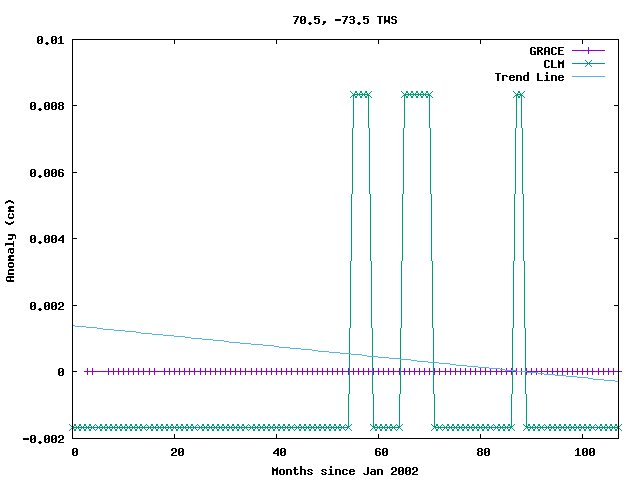 70.5, -73.5 TWS
0.01
0.008
0.006
0.004
0.002
0
-0.002
Anomaly (cm)
GRACE
CLM
Trend Line
0 20 40 60 80 100
Months since Jan 2002